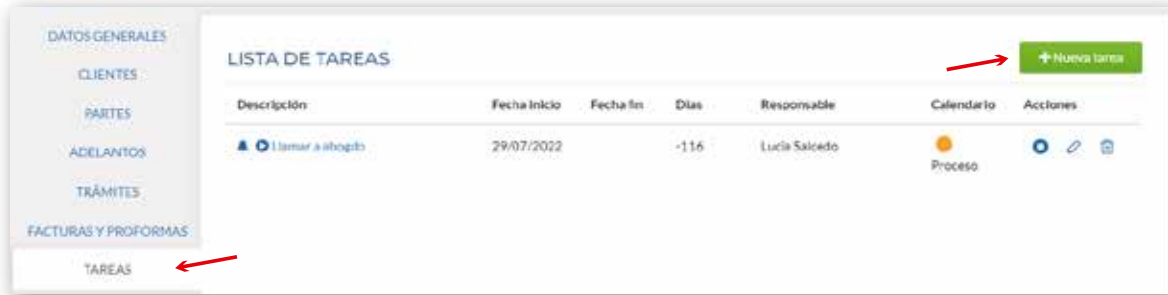 DATOS GENERALES
CLIENTES
PARTES
ADELANTOS
TRÁMITES
FACTURAS Y PROFORMAS
TAREAS
LISTA DE TAREAS
+Nueva tarea
Descripción Fecha Inicio Fecha fin Días Responsable Calendario Acciones
Llamar a abogdo 29/07/2022 -116 Lucía Salcedo
Proceso